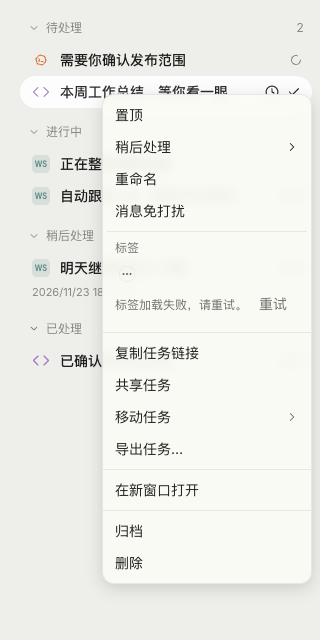 待处理 2
需要你确认发布范围
本周工作总结，等你看一眼
置顶
进行中
稍后处理
WS 正在整
重命名
WS 自动跟
消息免打扰
稍后处理
标签
WS 明天继
...
2026/11/23 18
标签加载失败，请重试。 重试
已处理
复制任务链接
已确认
共享任务
移动任务
导出任务...
在新窗口打开
归档
删除